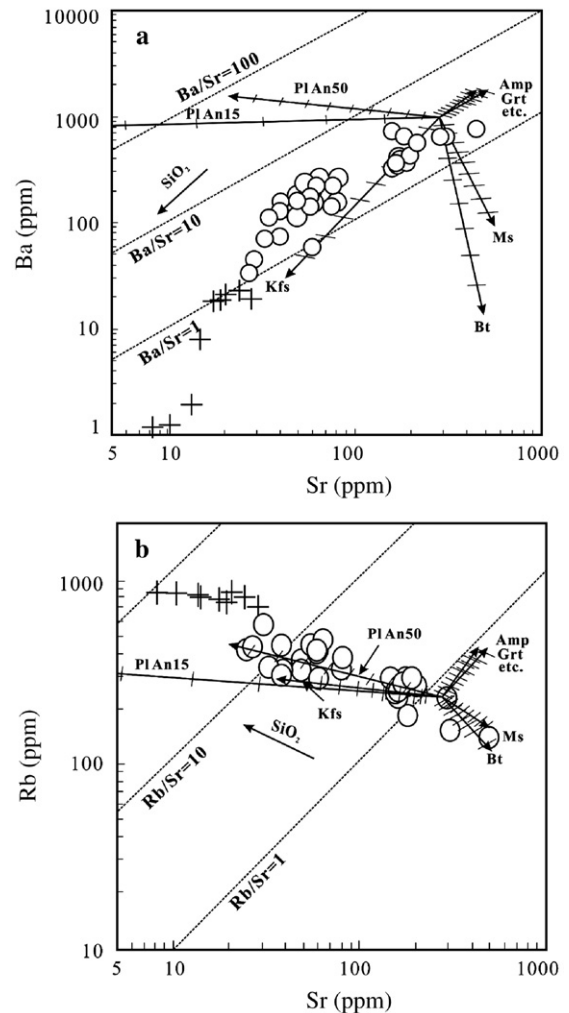 a
10000
1000
100
10
1
Ba (ppm)
Ba/Sr=100
Pl An50
Pl An15
Amp
Grt
etc.
SiO₂
Ba/Sr=10
Ms
Kfs
Bt
Ba/Sr=1
5
10
100
1000
Sr (ppm)
b
1000
100
10
Rb (ppm)
Amp
Grt
etc.
Pl An50
Pl An15
Kfs
Ms
Bt
SiO₂
Rb/Sr=10
Rb/Sr=1
5
10
100
1000
Sr (ppm)